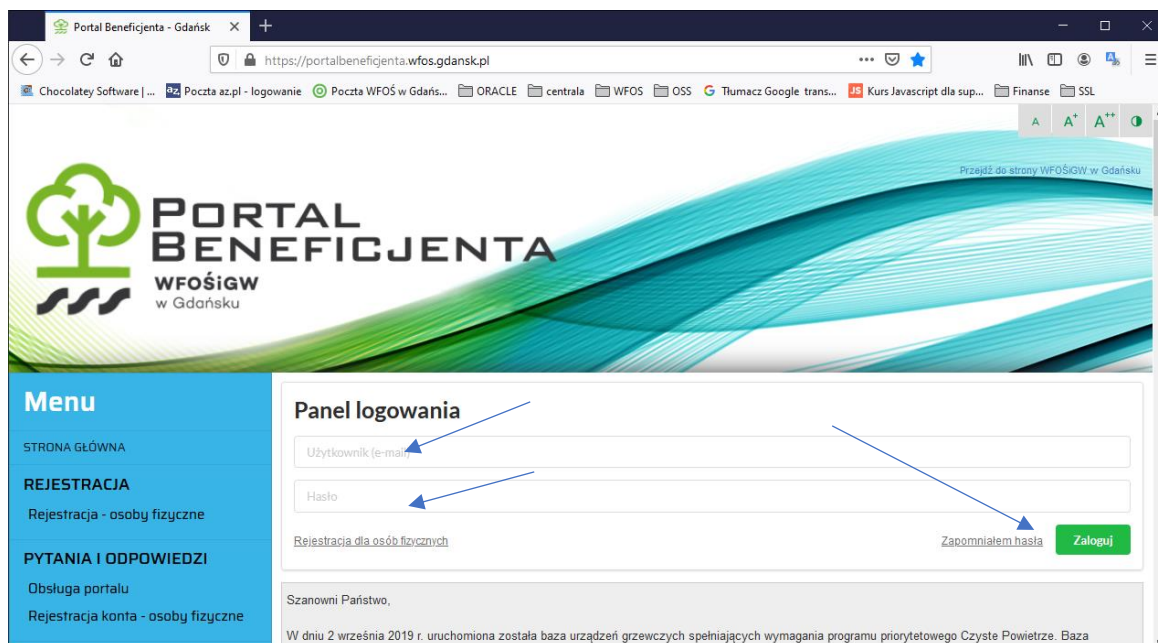 Portal Beneficjenta - Gdańsk
https://portalbeneficjenta.wfos.gdansk.pl
Chocolatey Software | ... Poczta az.pl - logowanie Poczta WFOŚ w Gdańs... ORACLE centrala WFOS OSS Tłumacz Google trans... Kurs Javascript dla sup... Finanse SSL
A A+ A++
Przejdź do strony WFOŚiGW w Gdańsku
PORTAL
BENEFICJENTA
WFOŚiGW
w Gdańsku
Menu
STRONA GŁÓWNA
REJESTRACJA
Rejestracja - osoby fizyczne
PYTANIA I ODPOWIEDZI
Obsługa portalu
Rejestracja konta - osoby fizyczne
Panel logowania
Użytkownik (e-mail)
Hasło
Rejestracja dla osób fizycznych
Zapomniałem hasła
Zaloguj
Szanowni Państwo,
W dniu 2 września 2019 r. uruchomiona została baza urządzeń grzewczych spełniających wymagania programu priorytetowego Czyste Powietrze. Baza